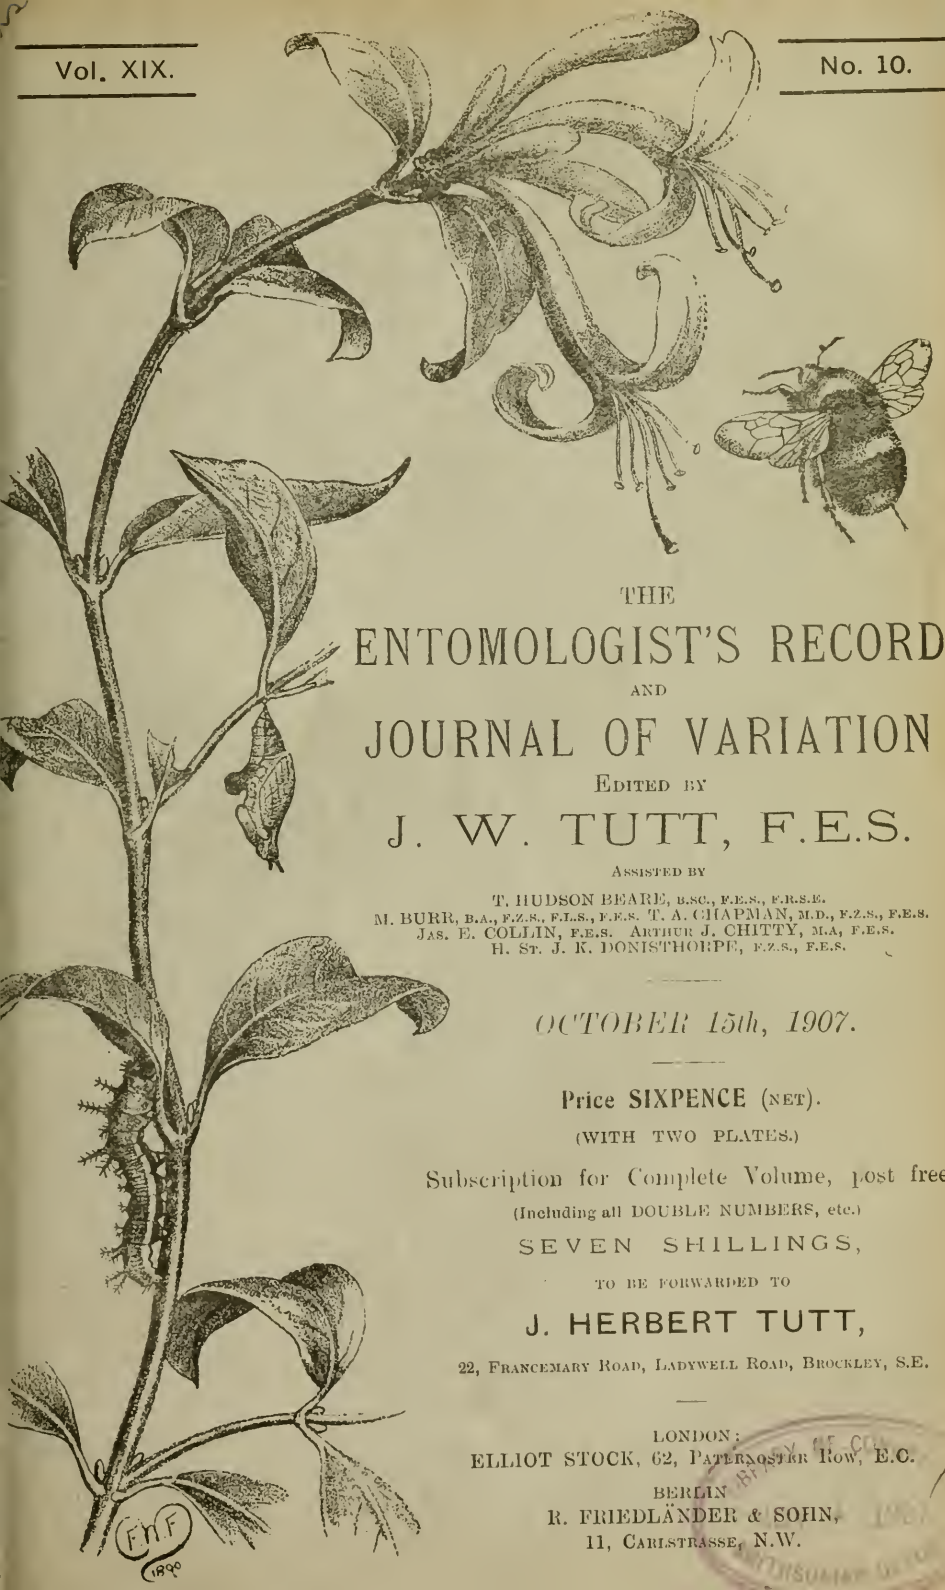 Vol. XIX.
No. 10.
THE
ENTOMOLOGIST'S RECORD
AND
JOURNAL OF VARIATION
EDITED BY
J. W. TUTT, F.E.S.
ASSISTED BY
T. HUDSON BEARE, B.SC., F.E.S., F.R.S.E.
M. BURR, B.A., F.Z.S., F.L.S., F.E.S. T. A. CHAPMAN, M.D., F.Z.S., F.E.S.
JAS. E. COLLIN, F.E.S. ARTHUR J. CHITTY, M.A, F.E.S.
H. ST. J. K. DONISTHORPE, F.Z.S., F.E.S.
OCTOBER 15th, 1907.
Price SIXPENCE (NET).
(WITH TWO PLATES.)
Subscription for Complete Volume, post free
(Including all DOUBLE NUMBERS, etc.)
SEVEN SHILLINGS,
TO BE FORWARDED TO
J. HERBERT TUTT,
22, FRANCEMARY ROAD, LADYWELL ROAD, BROCKLEY, S.E.
LONDON:
ELLIOT STOCK, 62, PATERNOSTER ROW, E.C.
BERLIN
R. FRIEDLÄNDER & SOHN,
11, CARLSTRASSE, N.W.
F.N.F
1890